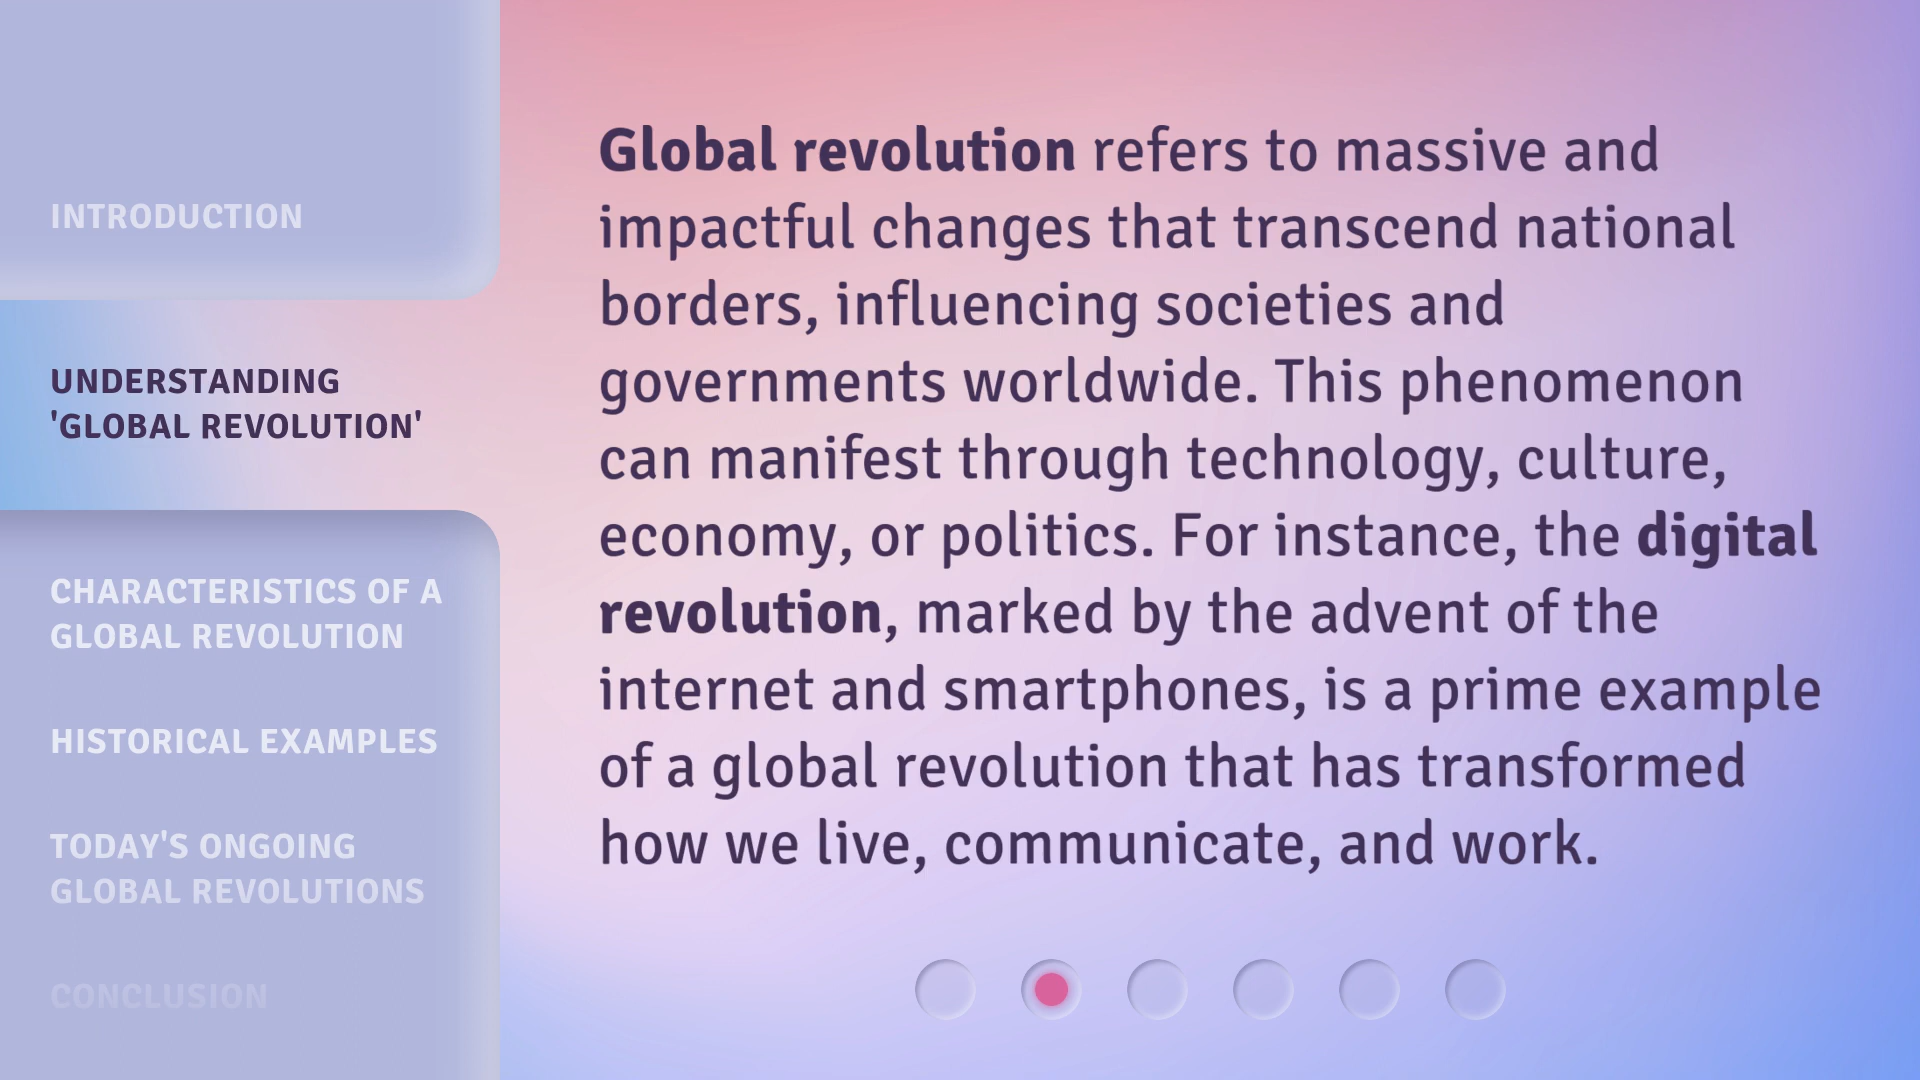 INTRODUCTION
UNDERSTANDING
'GLOBAL REVOLUTION'
CHARACTERISTICS OF A
GLOBAL REVOLUTION
HISTORICAL EXAMPLES
TODAY'S ONGOING
GLOBAL REVOLUTIONS
CONCLUSION
Global revolution refers to massive and
impactful changes that transcend national
borders, influencing societies and
governments worldwide. This phenomenon
can manifest through technology, culture,
economy, or politics. For instance, the digital
revolution, marked by the advent of the
internet and smartphones, is a prime example
of a global revolution that has transformed
how we live, communicate, and work.